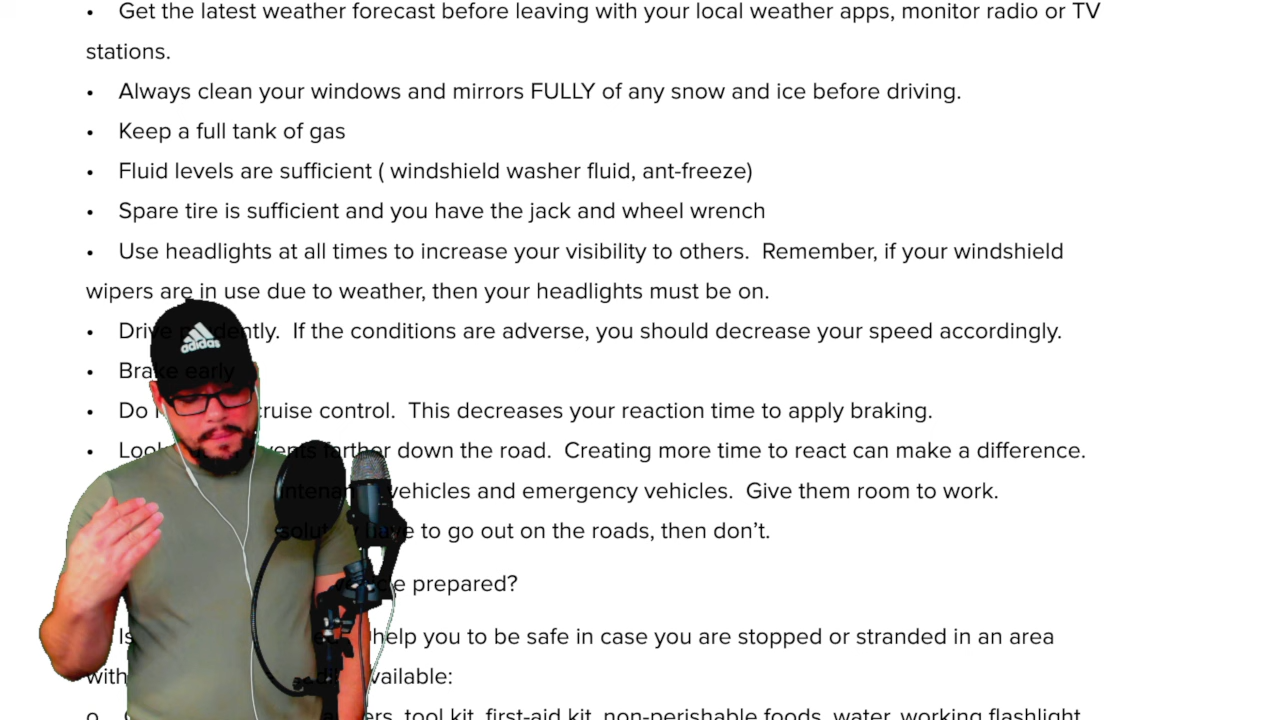 • Get the latest weather forecast before leaving with your local weather apps, monitor radio or TV
stations.
• Always clean your windows and mirrors FULLY of any snow and ice before driving.
• Keep a full tank of gas
• Fluid levels are sufficient ( windshield washer fluid, ant-freeze)
• Spare tire is sufficient and you have the jack and wheel wrench
• Use headlights at all times to increase your visibility to others. Remember, if your windshield
wipers are in use due to weather, then your headlights must be on.
• Drive If the conditions are adverse, you should decrease your speed accordingly.
• Brake early
• Do cruise control. This decreases your reaction time to apply braking.
• Look farther down the road. Creating more time to react can make a difference.
vehicles and emergency vehicles. Give them room to work.
have to go out on the roads, then don't.
prepared?
Is help you to be safe in case you are stopped or stranded in an area
with available:
o tool kit, first-aid kit, non-perishable foods, water, working flashlight
adidas